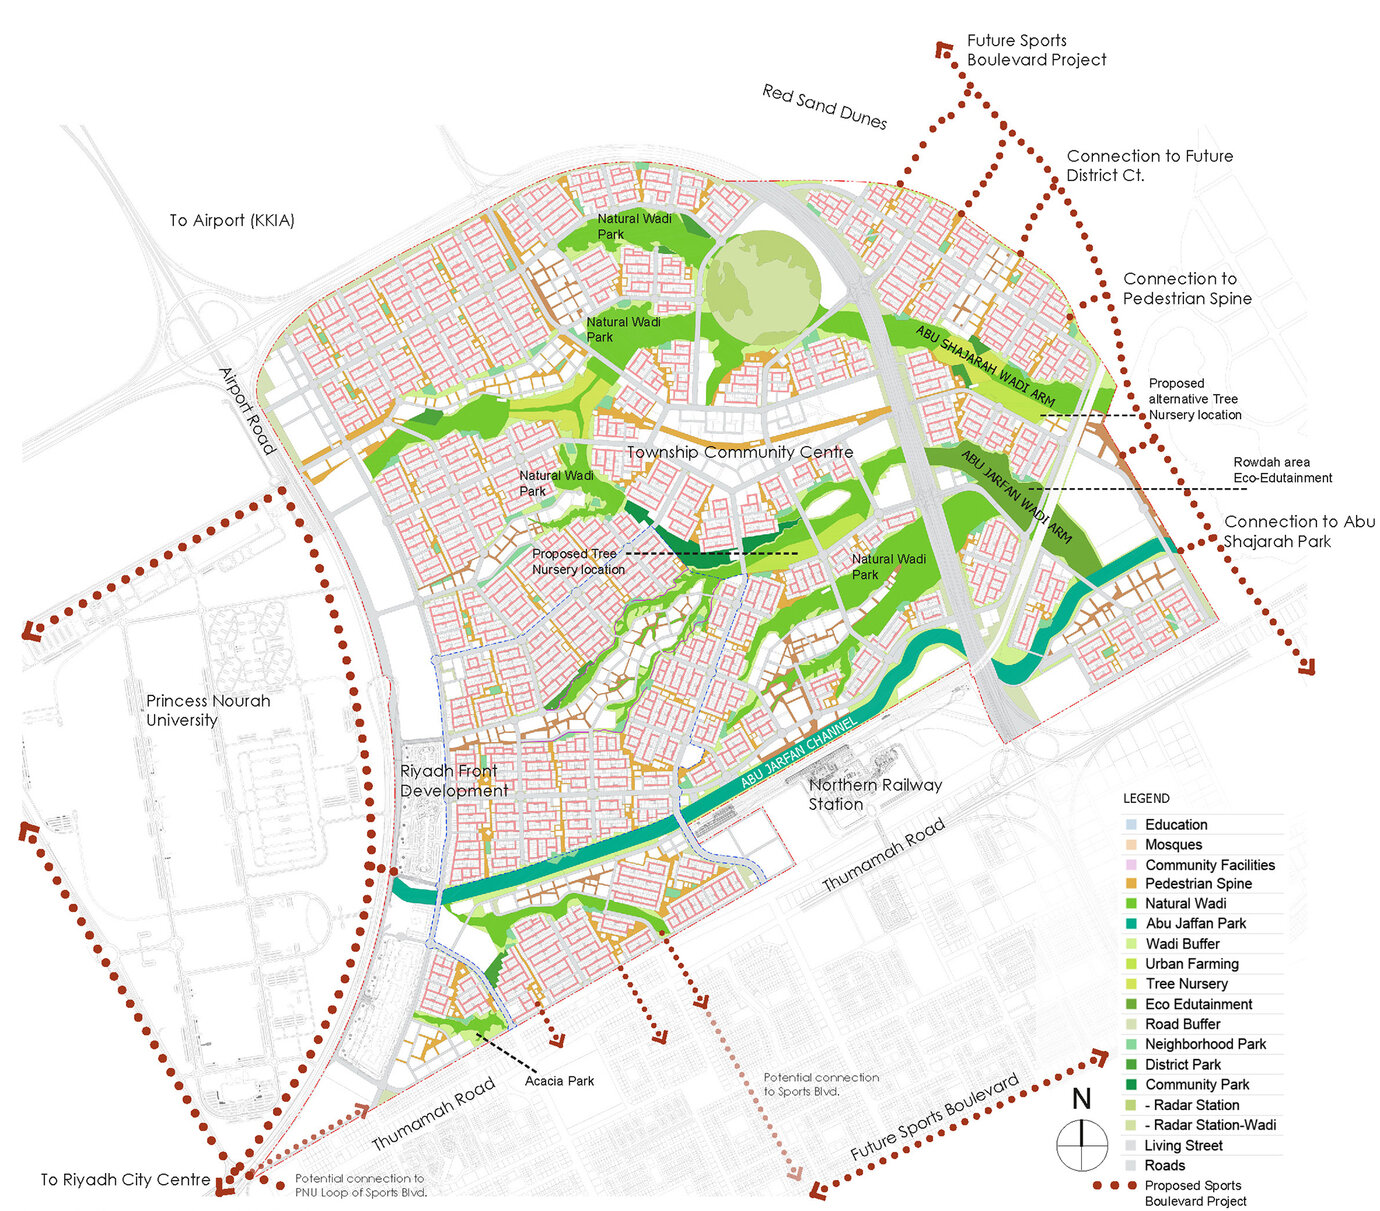 Future Sports
Boulevard Project
Red Sand Dunes
Connection to Future
District Ct.
To Airport (KKIA)
Natural Wadi
Park
Connection to
Pedestrian Spine
Natural Wadi
Park
ABU SHAJARAH WADI ARM
Airport Road
Proposed
alternative Tree
Nursery location
Township Community Centre
ABU JARFAN WADI ARM
Rowdah area
Eco-Edutainment
Natural Wadi
Park
Connection to Abu
Shajarah Park
Proposed Tree
Nursery location
Natural Wadi
Park
Princess Nourah
University
ABU JARFAN CHANNEL
Riyadh Front
Development
Northern Railway
Station
Thumamah Road
LEGEND
Education
Mosques
Community Facilities
Pedestrian Spine
Natural Wadi
Abu Jaffan Park
Wadi Buffer
Urban Farming
Tree Nursery
Eco Edutainment
Road Buffer
Neighborhood Park
District Park
Community Park
- Radar Station
- Radar Station-Wadi
Living Street
Roads
Proposed Sports
Boulevard Project
Acacia Park
Thumamah Road
Potential connection
to Sports Blvd.
Future Sports Boulevard
N
To Riyadh City Centre
Potential connection to
PNU Loop of Sports Blvd.